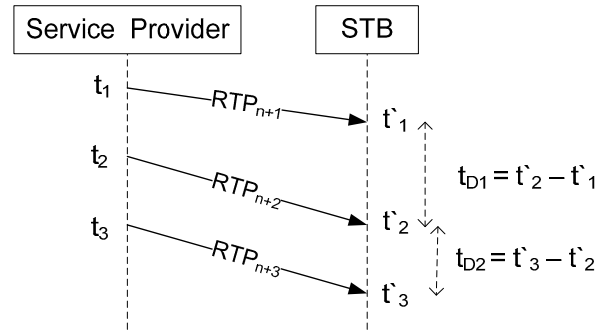 Service Provider
STB
t1
RTPn+1
t`1
t2
RTPn+2
t`2
tD1 = t`2 – t`1
t3
RTPn+3
t`3
tD2 = t`3 – t`2